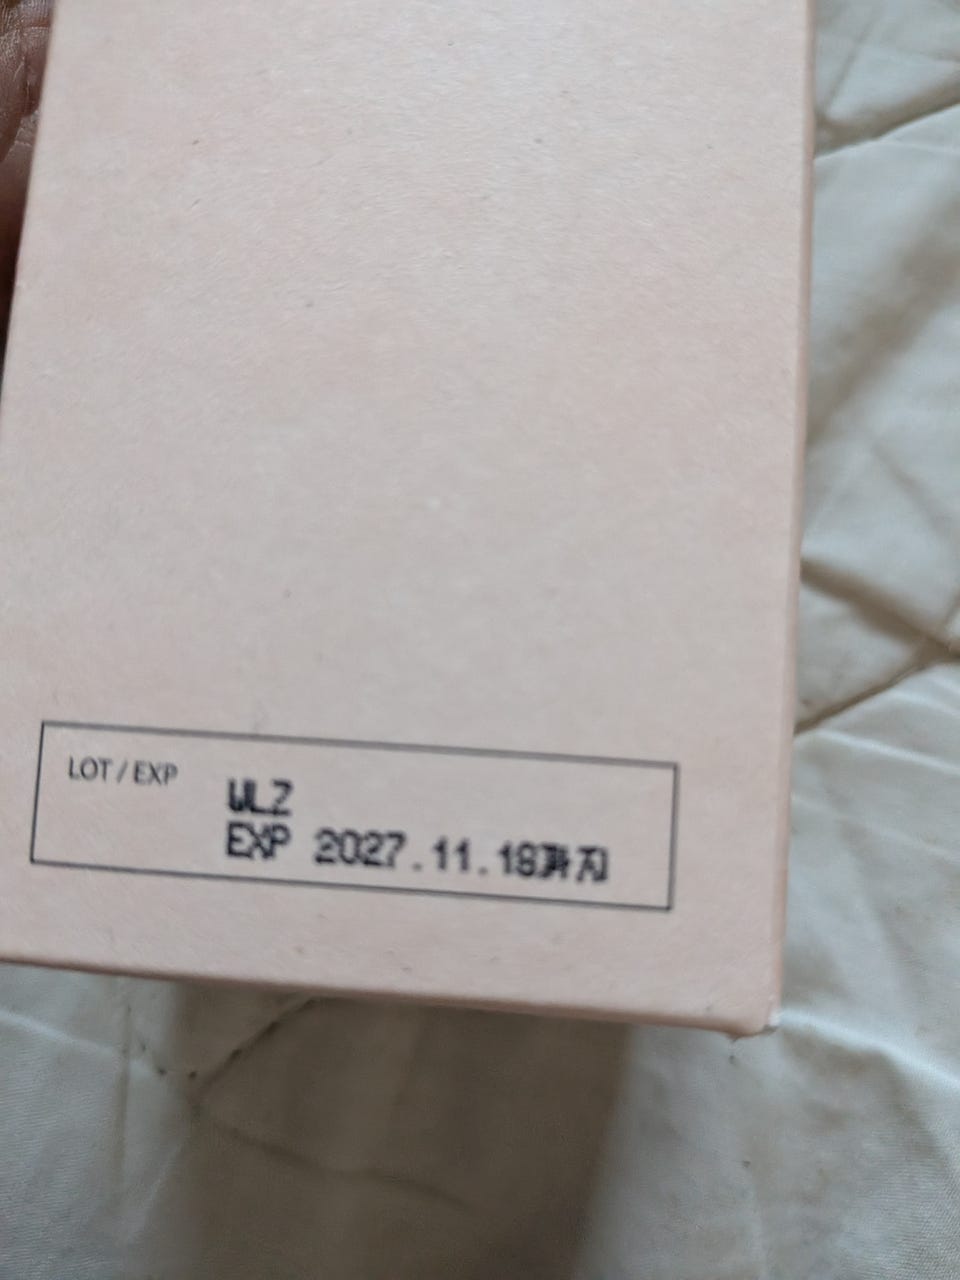 LOT / EXP
WLZ
EXP 2027.11.18까지